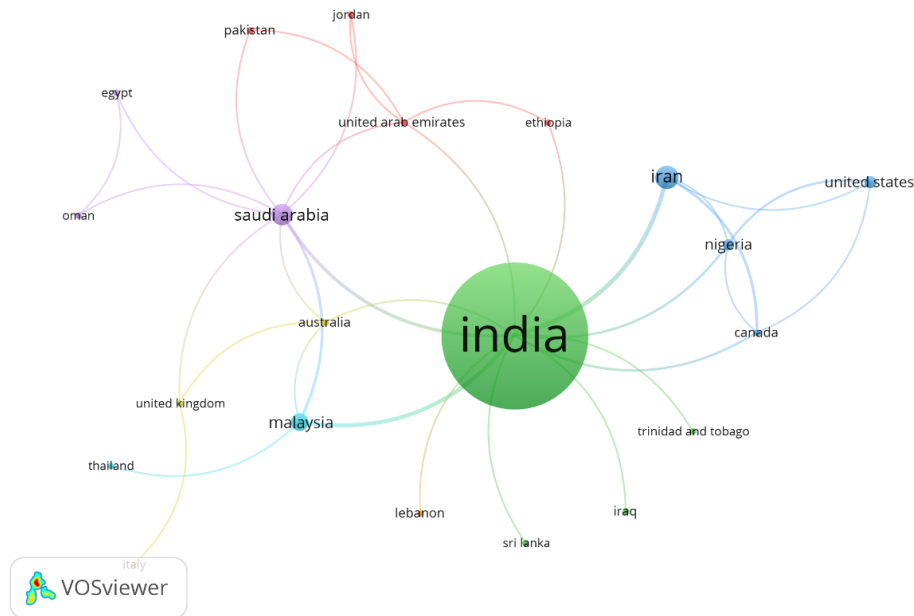 jordan
pakistan
egypt
united arab emirates
ethiopia
iran
united states
oman
saudi arabia
nigeria
australia
india
canada
united kingdom
malaysia
trinidad and tobago
thailand
lebanon
iraq
sri lanka
italy
VOSviewer